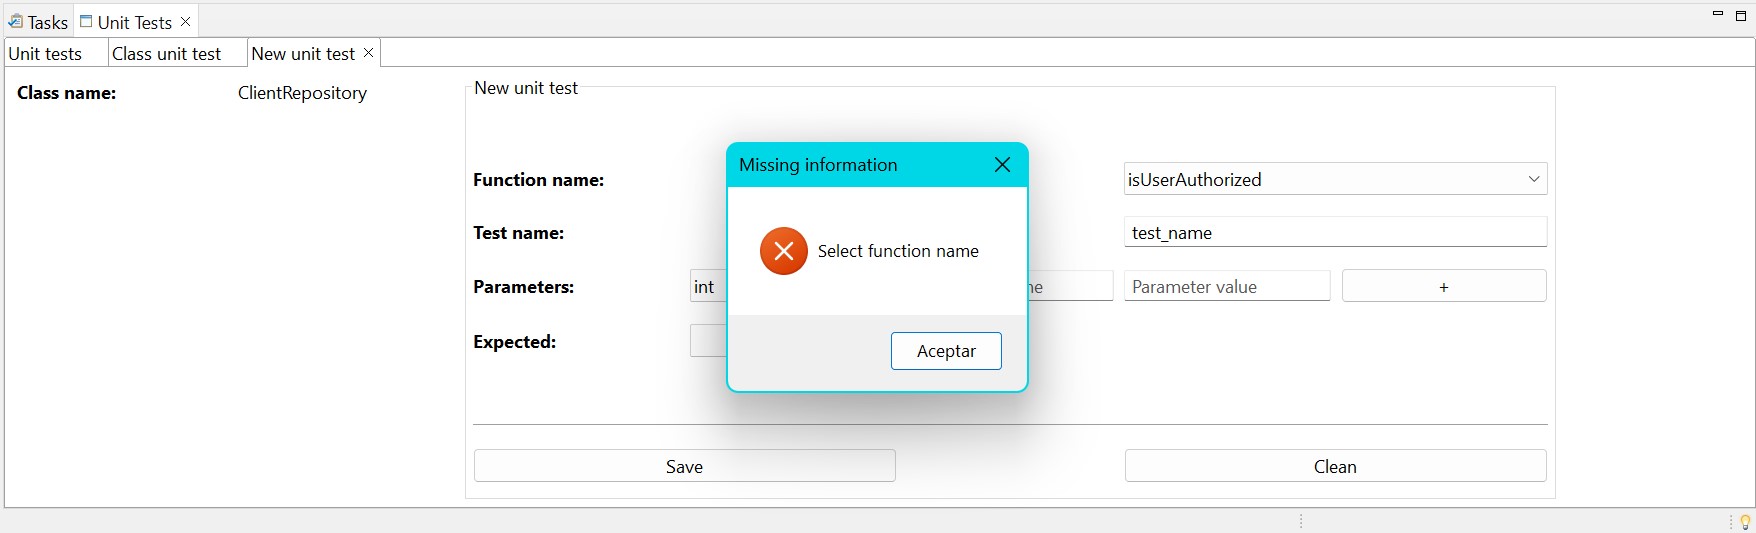 Tasks Unit Tests
Unit tests Class unit test New unit test
Class name: ClientRepository
New unit test
Missing information
Function name: isUserAuthorized
Test name: test_name
Select function name
Parameters: int Parameter value +
Expected:
Aceptar
Save Clean